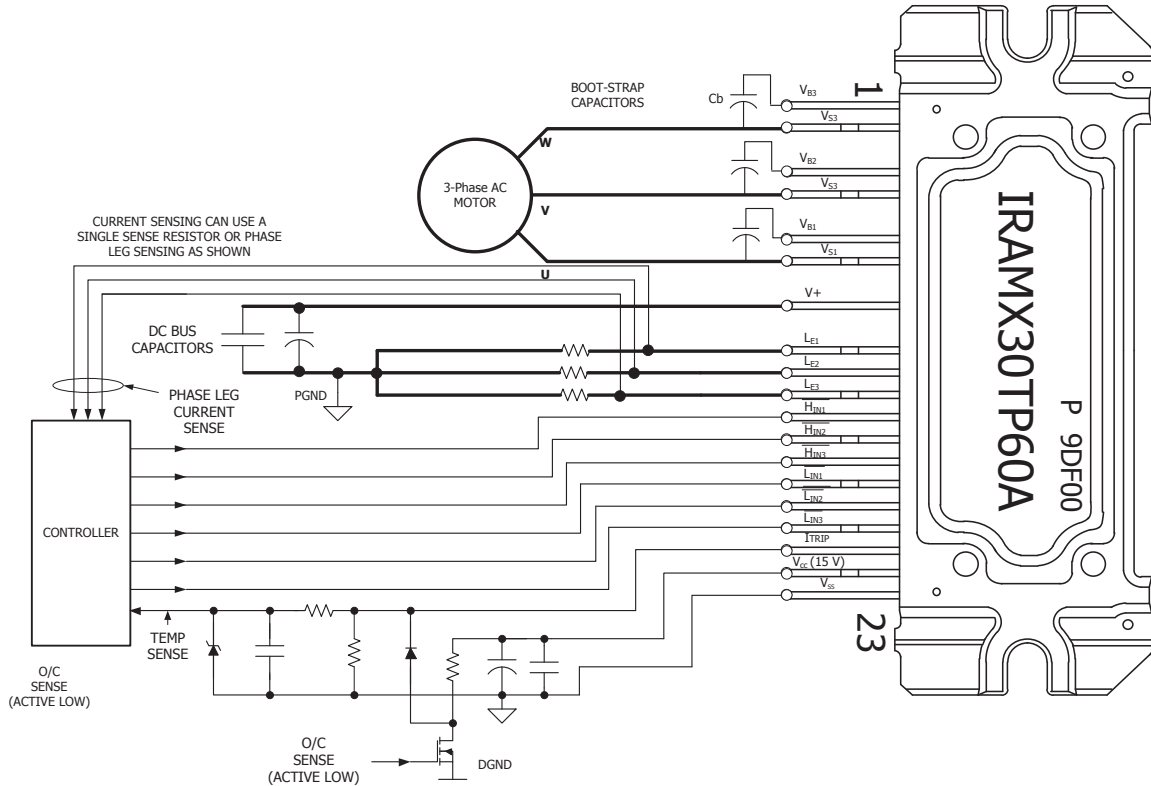 BOOT-STRAP
CAPACITORS
Cb
1
VB3
VS3
W
VB2
3-Phase AC
MOTOR
VS3
V
VB1
VS1
U
CURRENT SENSING CAN USE A
SINGLE SENSE RESISTOR OR PHASE
LEG SENSING AS SHOWN
V+
DC BUS
CAPACITORS
LE1
LE2
LE3
PGND
PHASE LEG
CURRENT
SENSE
HIN1
HIN2
HIN3
LIN1
LIN2
LIN3
CONTROLLER
ITRIP
VCC (15 V)
VSS
23
IRAMX30TP60A
P 9DF00
TEMP
SENSE
O/C
SENSE
(ACTIVE LOW)
O/C
SENSE
(ACTIVE LOW)
DGND